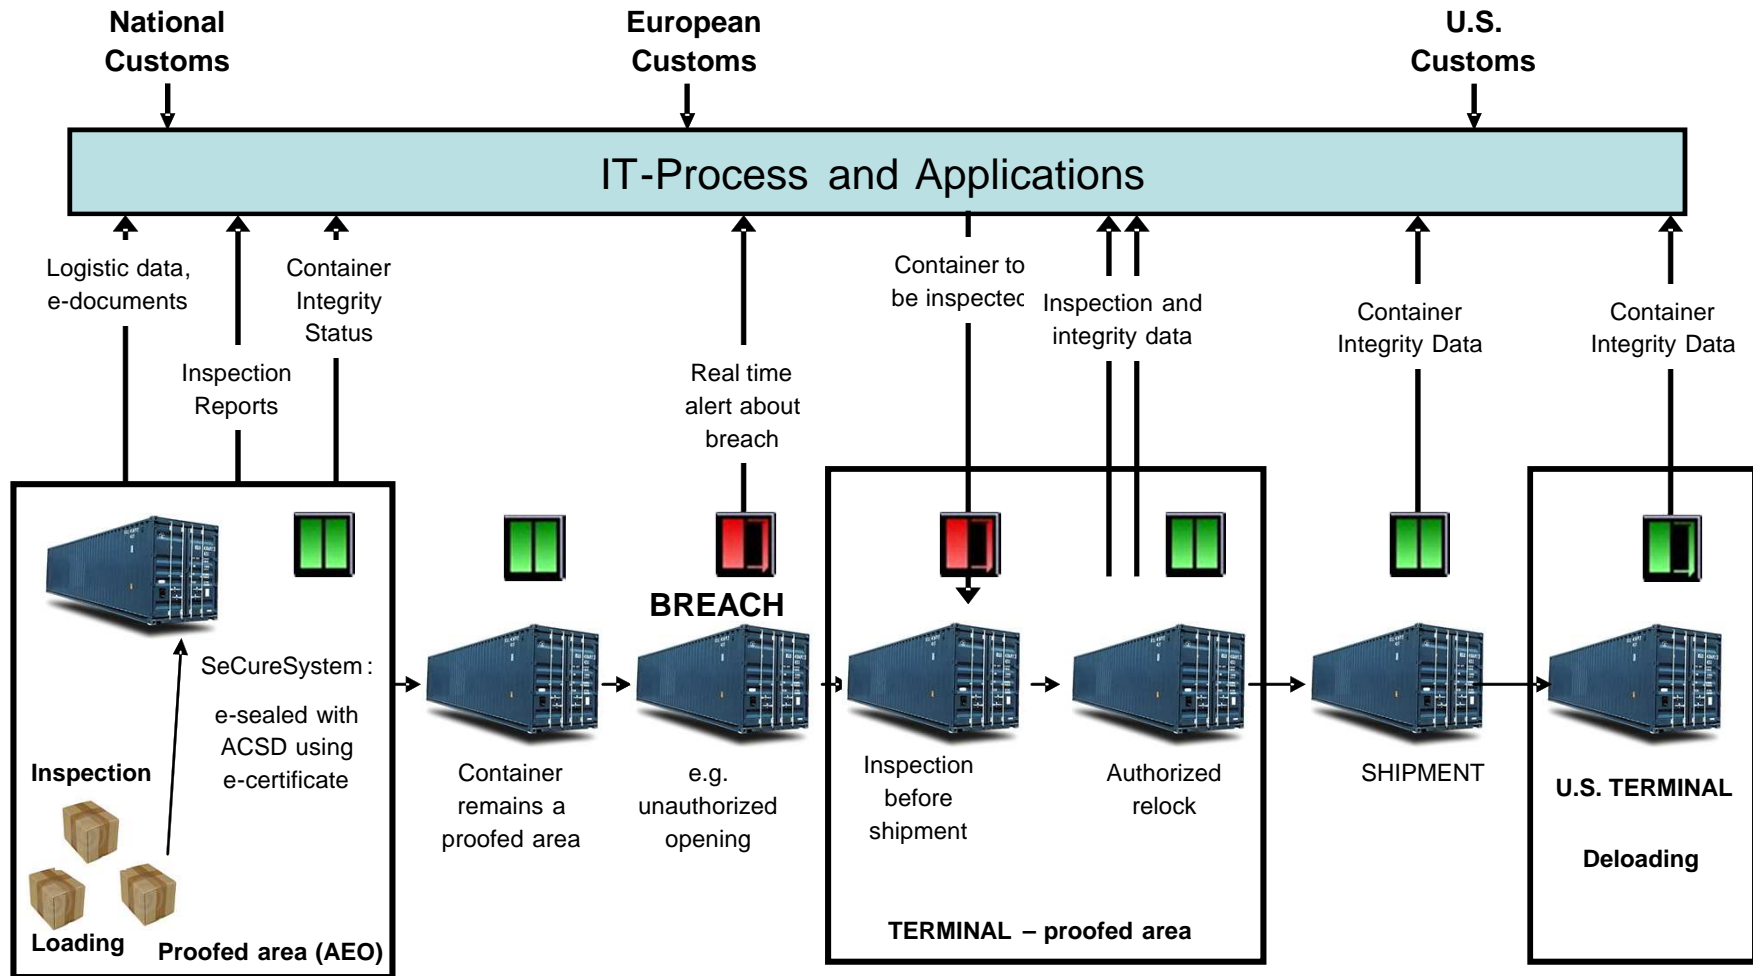 National
Customs
European
Customs
U.S.
Customs
IT-Process and Applications
Logistic data,
e-documents
Inspection
Reports
Container
Integrity
Status
Real time
alert about
breach
Container to
be inspected
Inspection and
integrity data
Container
Integrity Data
Container
Integrity Data
BREACH
SeCureSystem:
e-sealed with
ACSD using
e-certificate
Inspection
Loading
Proofed area (AEO)
Container
remains a
proofed area
e.g.
unauthorized
opening
Inspection
before
shipment
Authorized
relock
TERMINAL – proofed area
SHIPMENT
U.S. TERMINAL
Deloading